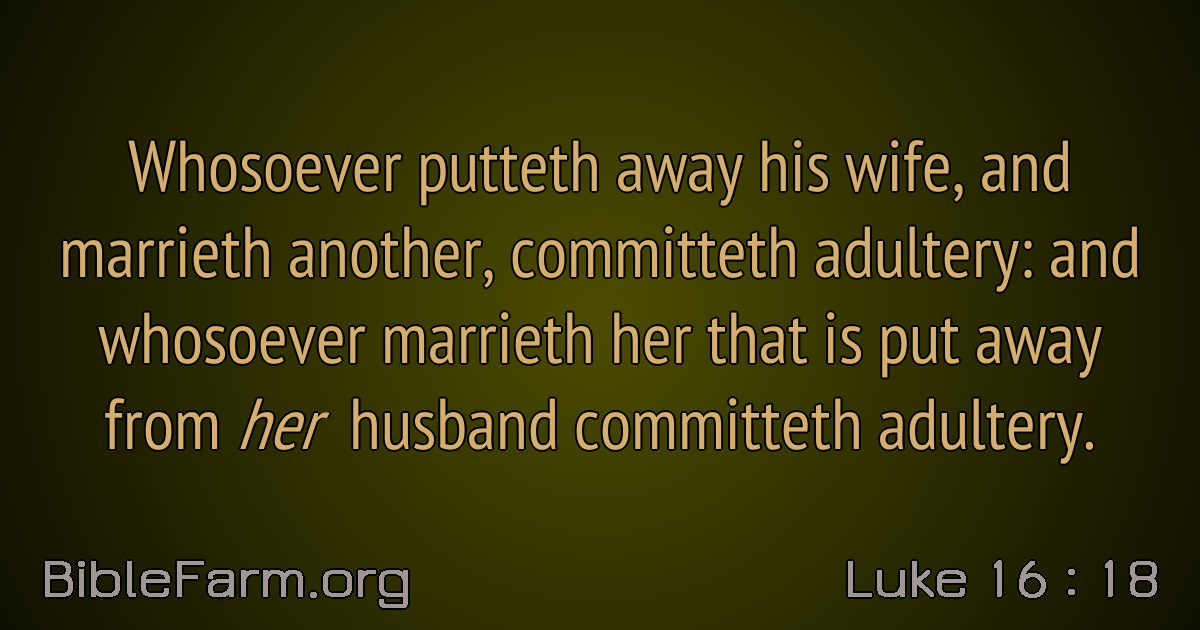 Whosoever putteth away his wife, and
marrieth another, committeth adultery: and
whosoever marrieth her that is put away
from her husband committeth adultery.
BibleFarm.org
Luke 16 : 18